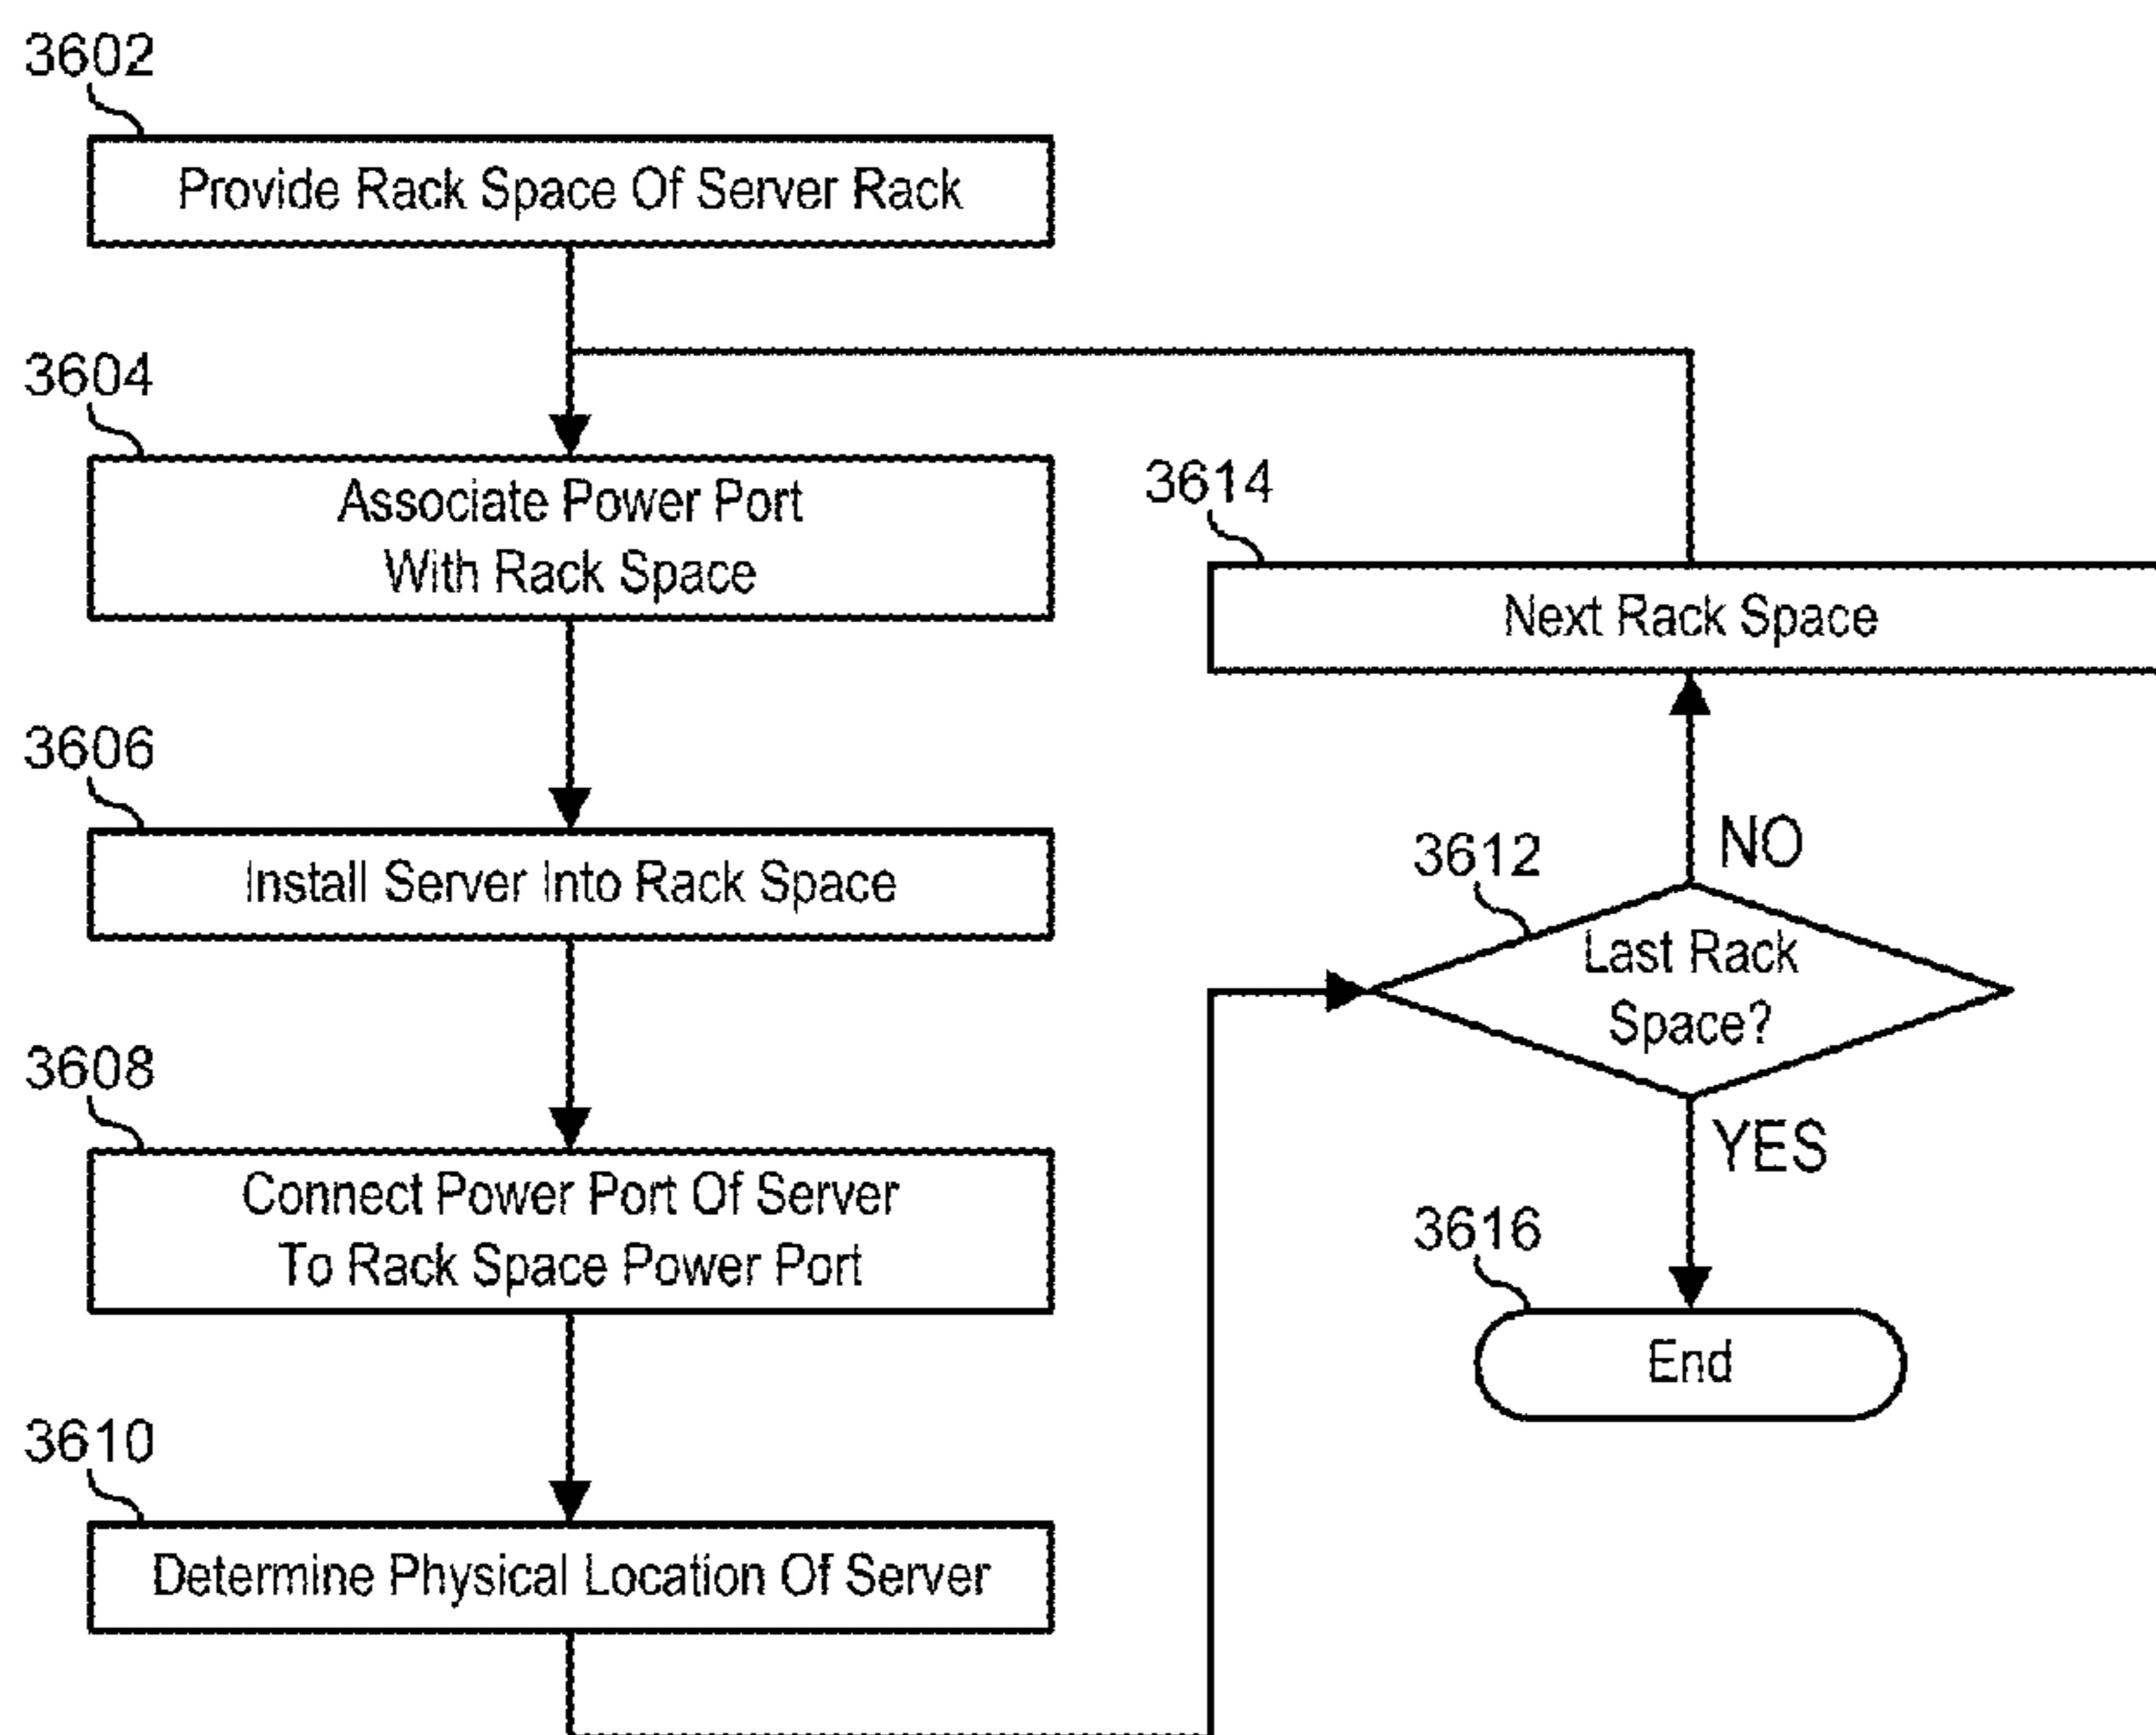 3602
Provide Rack Space Of Server Rack
3604
Associate Power Port
With Rack Space
3606
Install Server Into Rack Space
3608
Connect Power Port Of Server
To Rack Space Power Port
3610
Determine Physical Location Of Server
3612
Last Rack
Space?
NO
3614
Next Rack Space
YES
3616
End